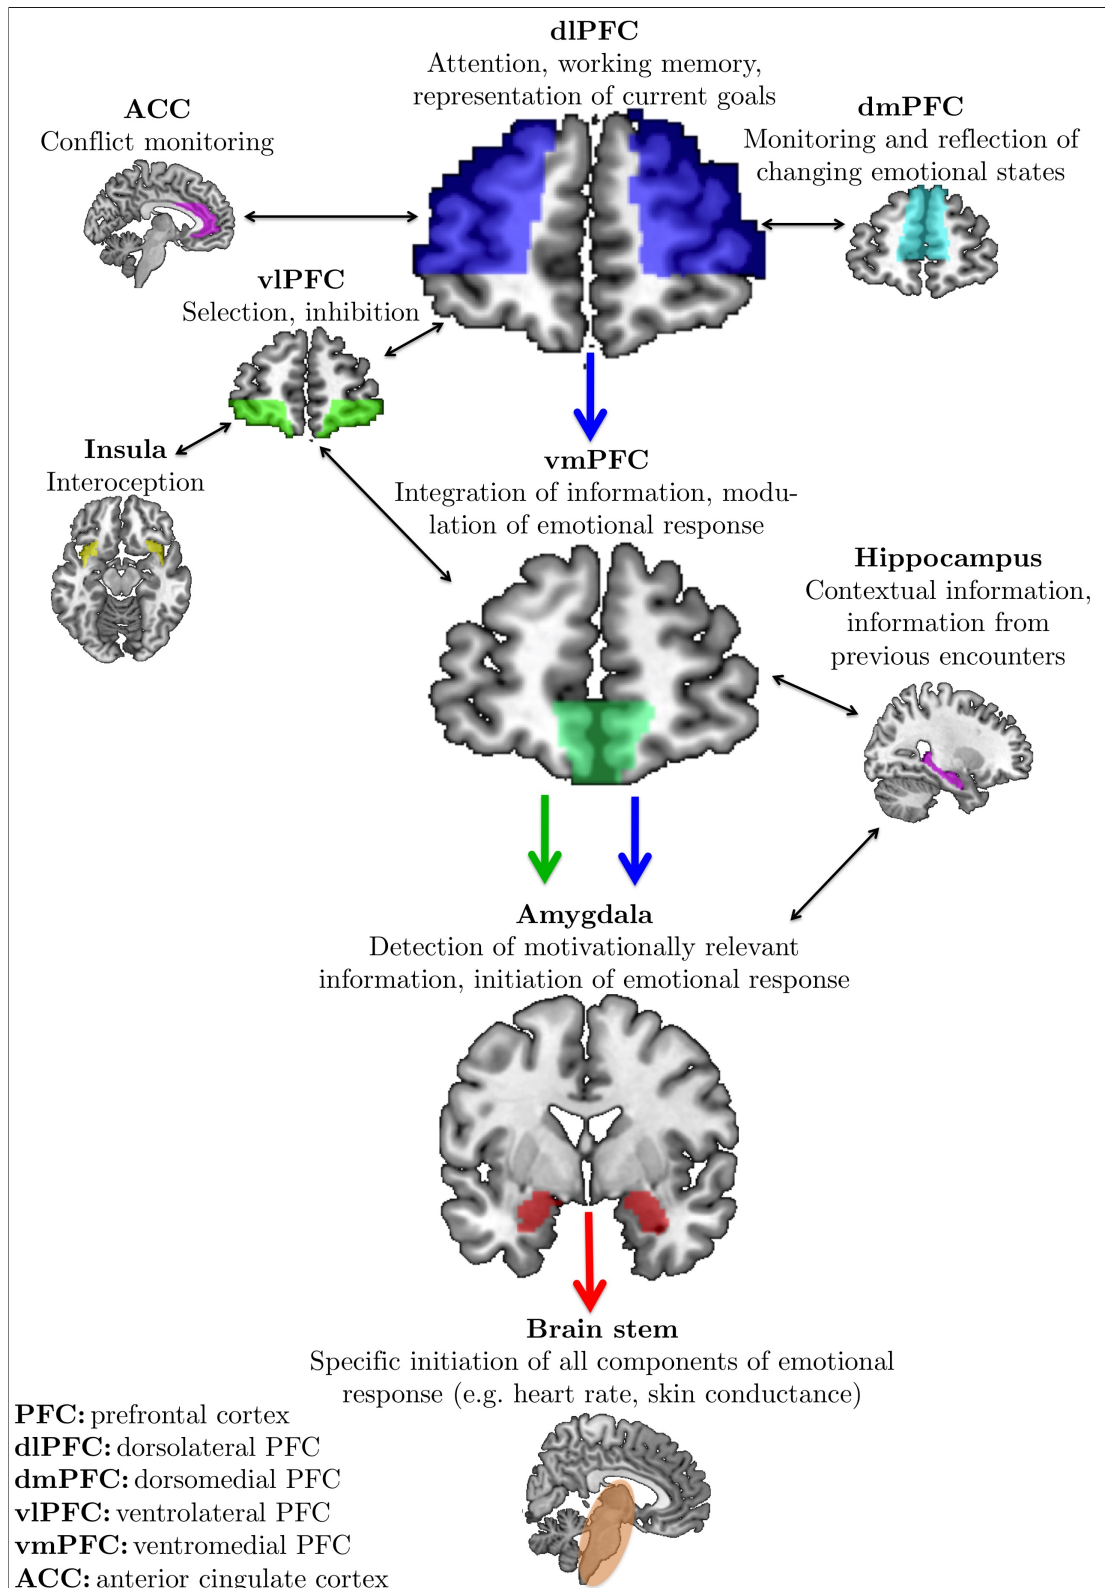 dlPFC
Attention, working memory,
representation of current goals
ACC
Conflict monitoring
dmPFC
Monitoring and reflection of
changing emotional states
vlPFC
Selection, inhibition
Insula
Interoception
vmPFC
Integration of information, modu-
lation of emotional response
Hippocampus
Contextual information,
information from
previous encounters
Amygdala
Detection of motivationally relevant
information, initiation of emotional response
Brain stem
Specific initiation of all components of emotional
response (e.g. heart rate, skin conductance)
PFC: prefrontal cortex
dlPFC: dorsolateral PFC
dmPFC: dorsomedial PFC
vlPFC: ventrolateral PFC
vmPFC: ventromedial PFC
ACC: anterior cingulate cortex